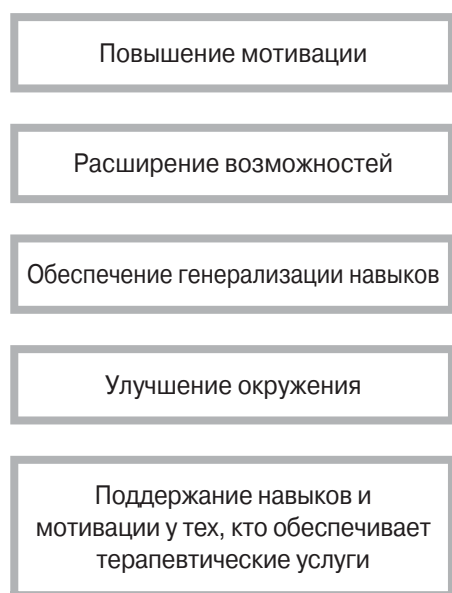 Повышение мотивации
Расширение возможностей
Обеспечение генерализации навыков
Улучшение окружения
Поддержание навыков и
мотивации у тех, кто обеспечивает
терапевтические услуги